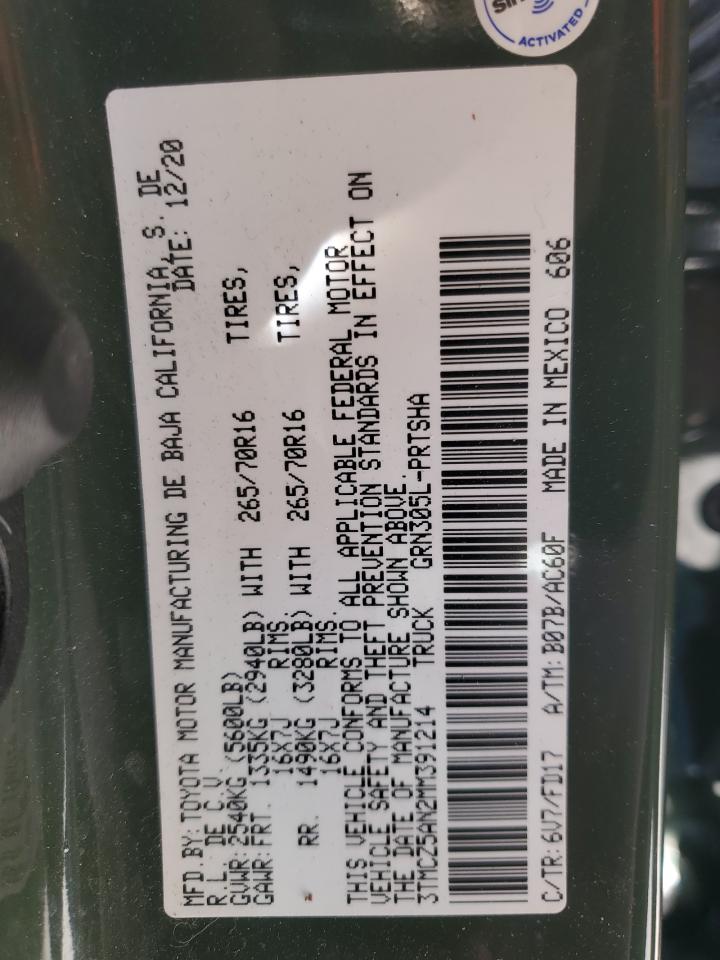 ACTIVATED
MFD.BY:TOYOTA MOTOR MANUFACTURING DE BAJA CALIFORNIA, S. DE
R.L. DE C.V. DATE: 12/20
GVWR:2540KG (5600LB)
GAWR:FRT. 1335KG (2940LB) WITH 265/70R16 TIRES,
16X7J RIMS.
RR. 1490KG (3280LB) WITH 265/70R16 TIRES,
16X7J RIMS.
THIS VEHICLE CONFORMS TO ALL APPLICABLE FEDERAL MOTOR
VEHICLE SAFETY AND THEFT PREVENTION STANDARDS IN EFFECT ON
THE DATE OF MANUFACTURE SHOWN ABOVE.
3TMCZ5AN2MM391214 TRUCK GRN305L-PRTSHA
C/TR:6V7/FD17 A/TM:B07B/AC60F MADE IN MEXICO 606